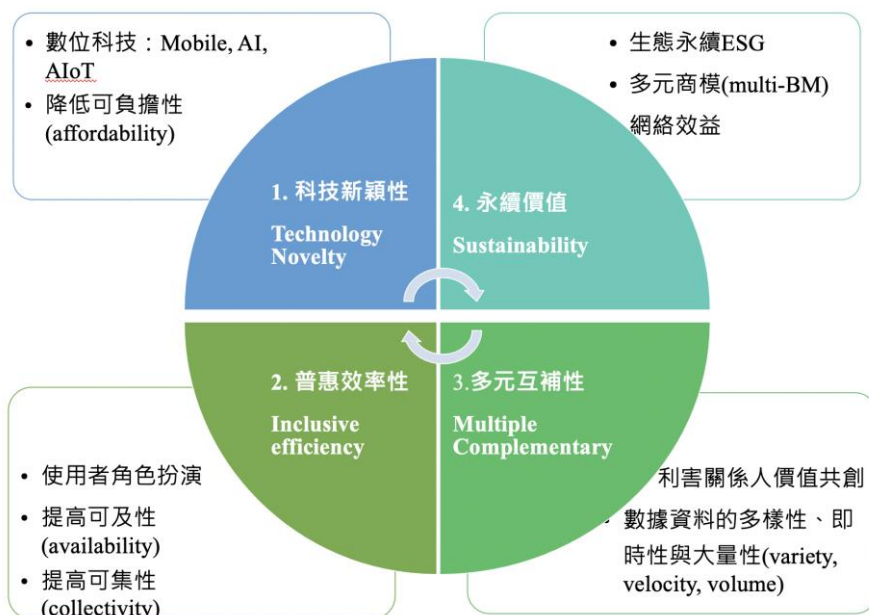 • 數位科技：Mobile, AI,
AIoT
• 降低可負擔性
(affordability)
• 生態永續ESG
• 多元商模(multi-BM)
網絡效益
1. 科技新穎性
Technology
Novelty
4. 永續價值
Sustainability
2. 普惠效率性
Inclusive
efficiency
3.多元互補性
Multiple
Complementary
• 使用者角色扮演
• 提高可及性
(availability)
• 提高可集性
(collectivity)
利害關係人價值共創
• 數據資料的多樣性、即
時性與大量性(variety,
velocity, volume)